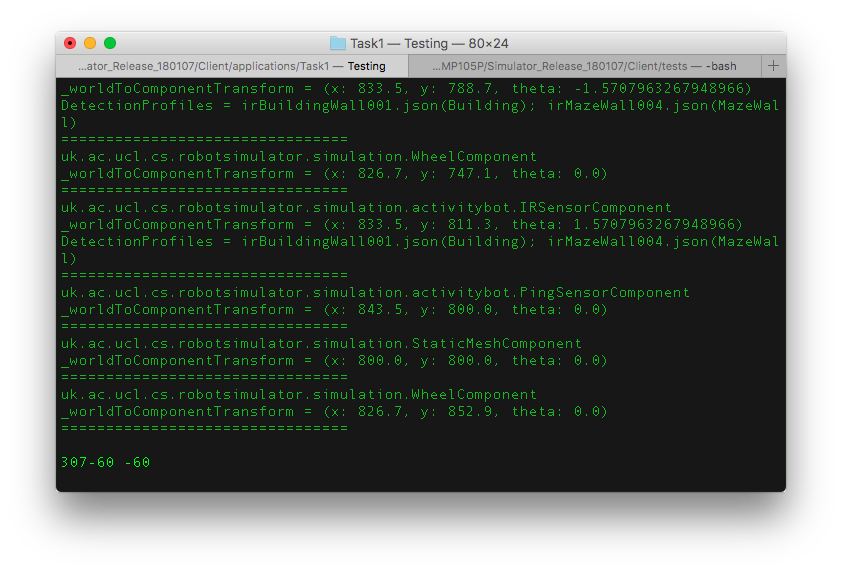 Task1 — Testing — 80×24
...ator_Release_180107/Client/applications/Task1 — Testing
...MP105P/Simulator_Release_180107/Client/tests — -bash
+
_worldToComponentTransform = (x: 833.5, y: 788.7, theta: -1.5707963267948966)
DetectionProfiles = irBuildingWall001.json(Building); irMazeWall004.json(MazeWal
l)
================================
uk.ac.ucl.cs.robotsimulator.simulation.WheelComponent
_worldToComponentTransform = (x: 826.7, y: 747.1, theta: 0.0)
================================
uk.ac.ucl.cs.robotsimulator.simulation.activitybot.IRSensorComponent
_worldToComponentTransform = (x: 833.5, y: 811.3, theta: 1.5707963267948966)
DetectionProfiles = irBuildingWall001.json(Building); irMazeWall004.json(MazeWal
l)
================================
uk.ac.ucl.cs.robotsimulator.simulation.activitybot.PingSensorComponent
_worldToComponentTransform = (x: 843.5, y: 800.0, theta: 0.0)
================================
uk.ac.ucl.cs.robotsimulator.simulation.StaticMeshComponent
_worldToComponentTransform = (x: 800.0, y: 800.0, theta: 0.0)
================================
uk.ac.ucl.cs.robotsimulator.simulation.WheelComponent
_worldToComponentTransform = (x: 826.7, y: 852.9, theta: 0.0)
================================
307-60 -60